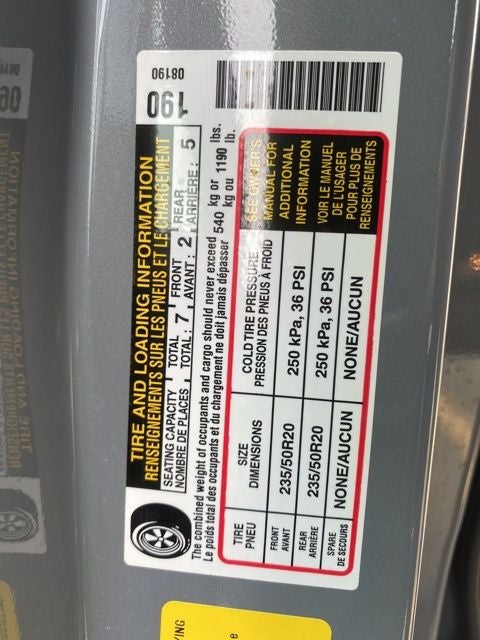 TIRE AND LOADING INFORMATION
RENSEIGNEMENTS SUR LES PNEUS ET LE CHARGEMENT
190
08190
SEATING CAPACITY TOTAL FRONT REAR
NOMBRE DE PLACES TOTAL : 7 AVANT : 2 ARRIÈRE : 5
The combined weight of occupants and cargo should never exceed 540 kg or 1190 lbs.
Le poids total des occupants et du chargement ne doit jamais dépasser kg ou lb.
TIRE
PNEU
SIZE
DIMENSIONS
COLD TIRE PRESSURE
PRESSION DES PNEUS À FROID
FRONT
AVANT
235/50R20
250 kPa, 36 PSI
REAR
ARRIÈRE
235/50R20
250 kPa, 36 PSI
SPARE
DE SECOURS
NONE/AUCUN
NONE/AUCUN
SEE OWNER'S
MANUAL FOR
ADDITIONAL
INFORMATION
VOIR LE MANUEL
DE L'USAGER
POUR PLUS DE
RENSEIGNEMENTS